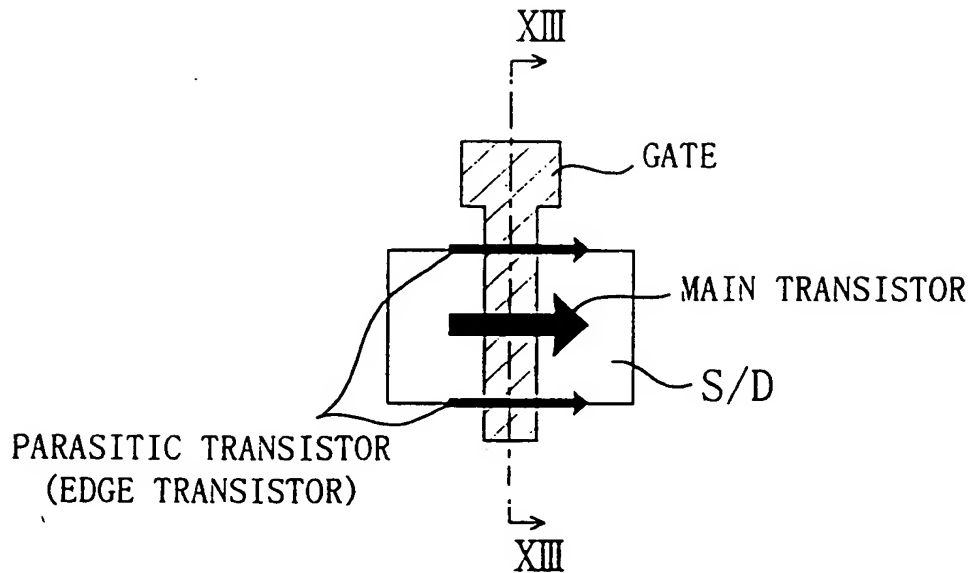 XIII
GATE
MAIN TRANSISTOR
S/D
PARASITIC TRANSISTOR
(EDGE TRANSISTOR)
XIII